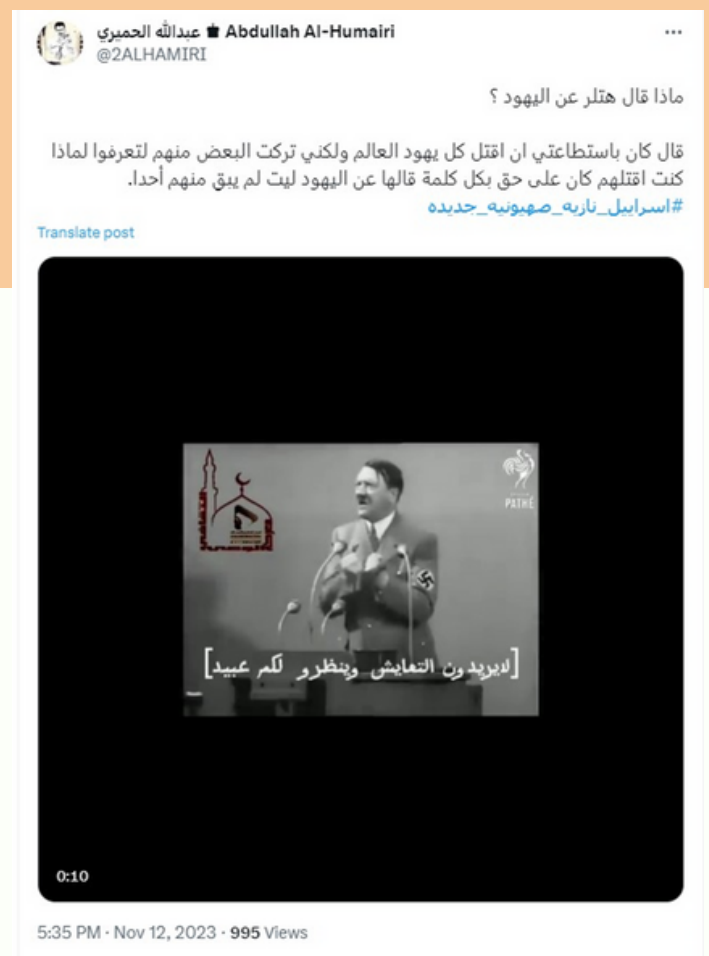 عبدالله الحميري Abdullah Al-Humairi
@2ALHAMIRI
ماذا قال هتلر عن اليهود ؟
قال كان باستطاعتي ان اقتل كل يهود العالم ولكني تركت البعض منهم لتعرفوا لماذا
كنت اقتلهم كان على حق بكل كلمة قالها عن اليهود ليت لم يبق منهم أحدا.
#اسرابيل_نازيه_صهيونيه_جديده
Translate post
PATHÉ
[لايريدون التعايش وينظرو لكم عبيد]
0:10
5:35 PM · Nov 12, 2023 · 995 Views